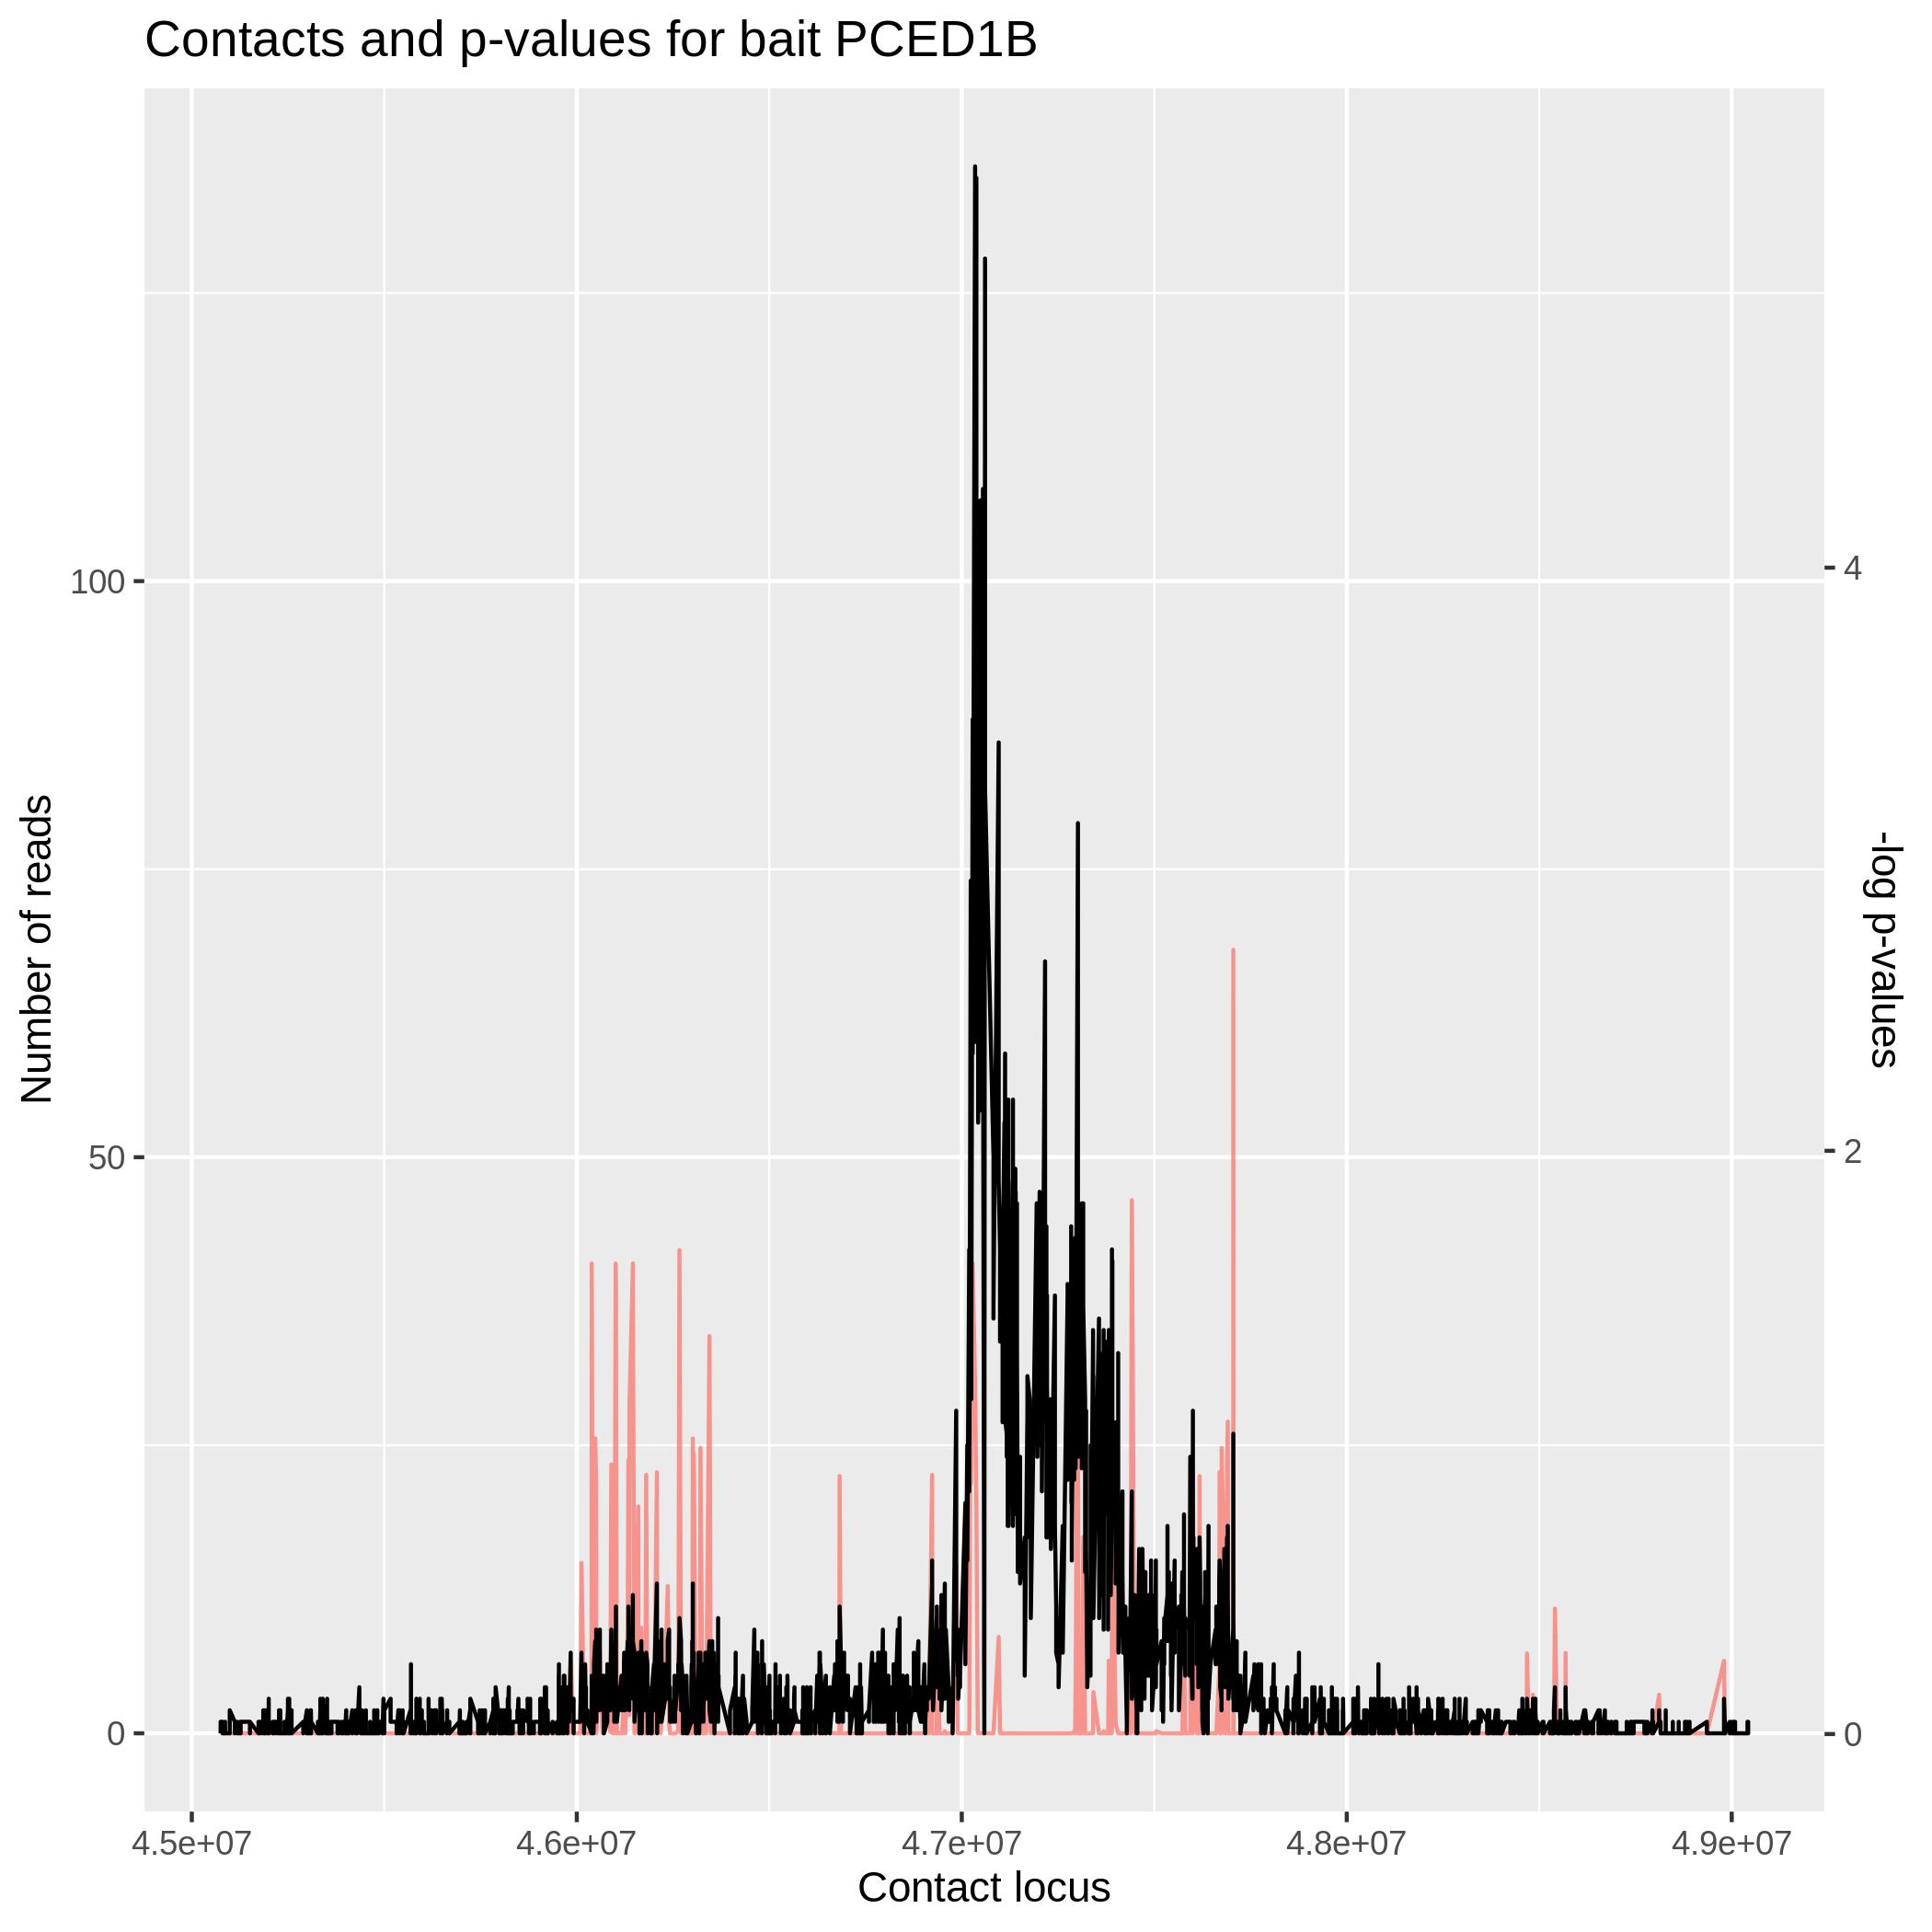 Contacts and p-values for bait PCED1B
Number of reads
100
50
0
4
2
0
-log p-values
4.5e+07
4.6e+07
4.7e+07
4.8e+07
4.9e+07
Contact locus